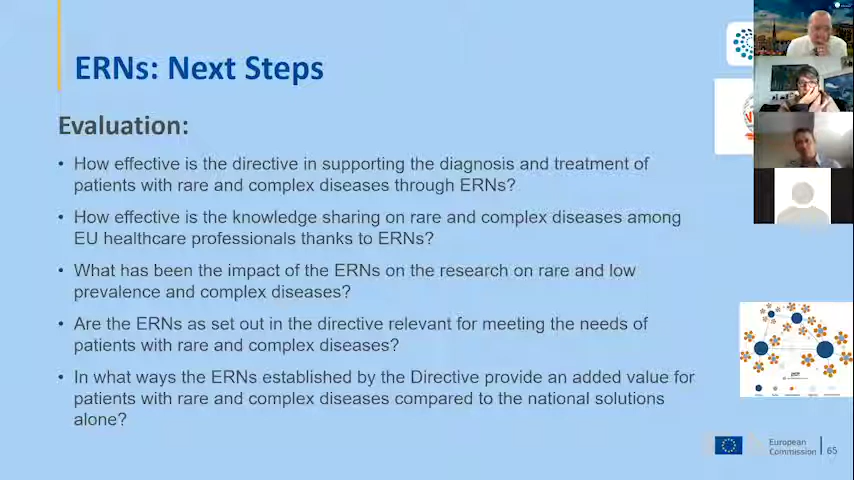 ERNs: Next Steps
Evaluation:
• How effective is the directive in supporting the diagnosis and treatment of
patients with rare and complex diseases through ERNs?
• How effective is the knowledge sharing on rare and complex diseases among
EU healthcare professionals thanks to ERNs?
• What has been the impact of the ERNs on the research on rare and low
prevalence and complex diseases?
• Are the ERNs as set out in the directive relevant for meeting the needs of
patients with rare and complex diseases?
• In what ways the ERNs established by the Directive provide an added value for
patients with rare and complex diseases compared to the national solutions
alone?
European
Commission
65